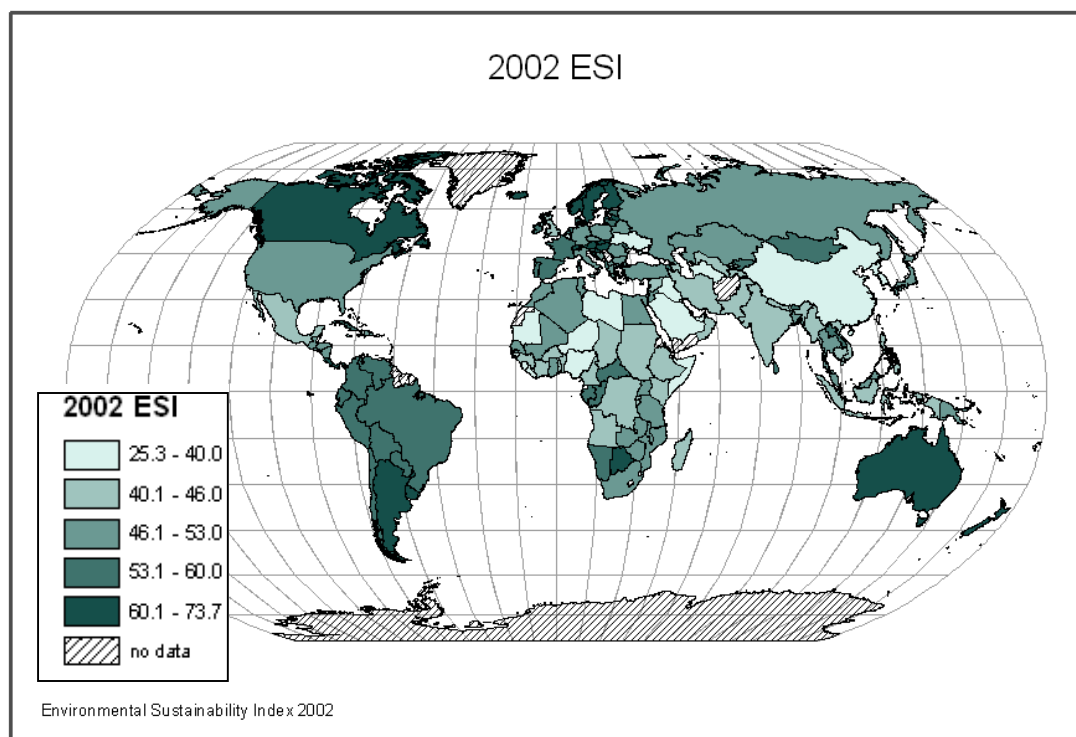 2002 ESI
2002 ESI
25.3 - 40.0
40.1 - 46.0
46.1 - 53.0
53.1 - 60.0
60.1 - 73.7
no data
Environmental Sustainability Index 2002